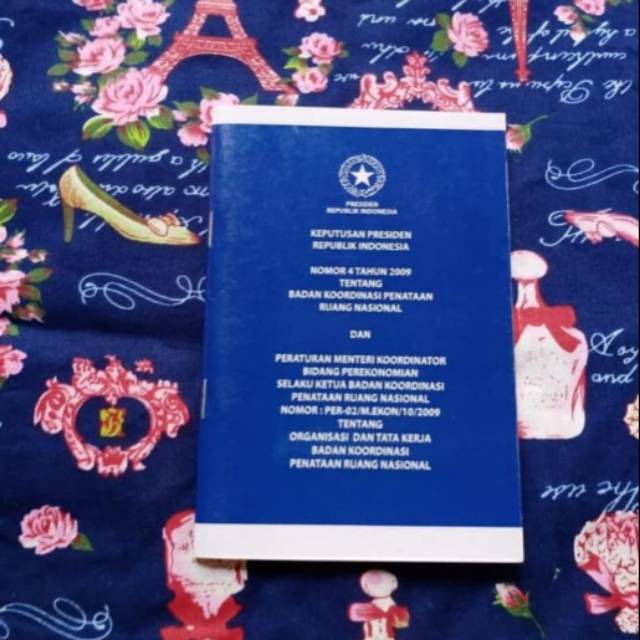 PRESIDEN
REPUBLIK INDONESIA
KEPUTUSAN PRESIDEN
REPUBLIK INDONESIA
NOMOR 4 TAHUN 2009
TENTANG
BADAN KOORDINASI PENATAAN
RUANG NASIONAL
DAN
PERATURAN MENTERI KOORDINATOR
BIDANG PEREKONOMIAN
SELAKU KETUA BADAN KOORDINASI
PENATAAN RUANG NASIONAL
NOMOR : PER-02/M.EKON/10/2009
TENTANG
ORGANISASI DAN TATA KERJA
BADAN KOORDINASI
PENATAAN RUANG NASIONAL